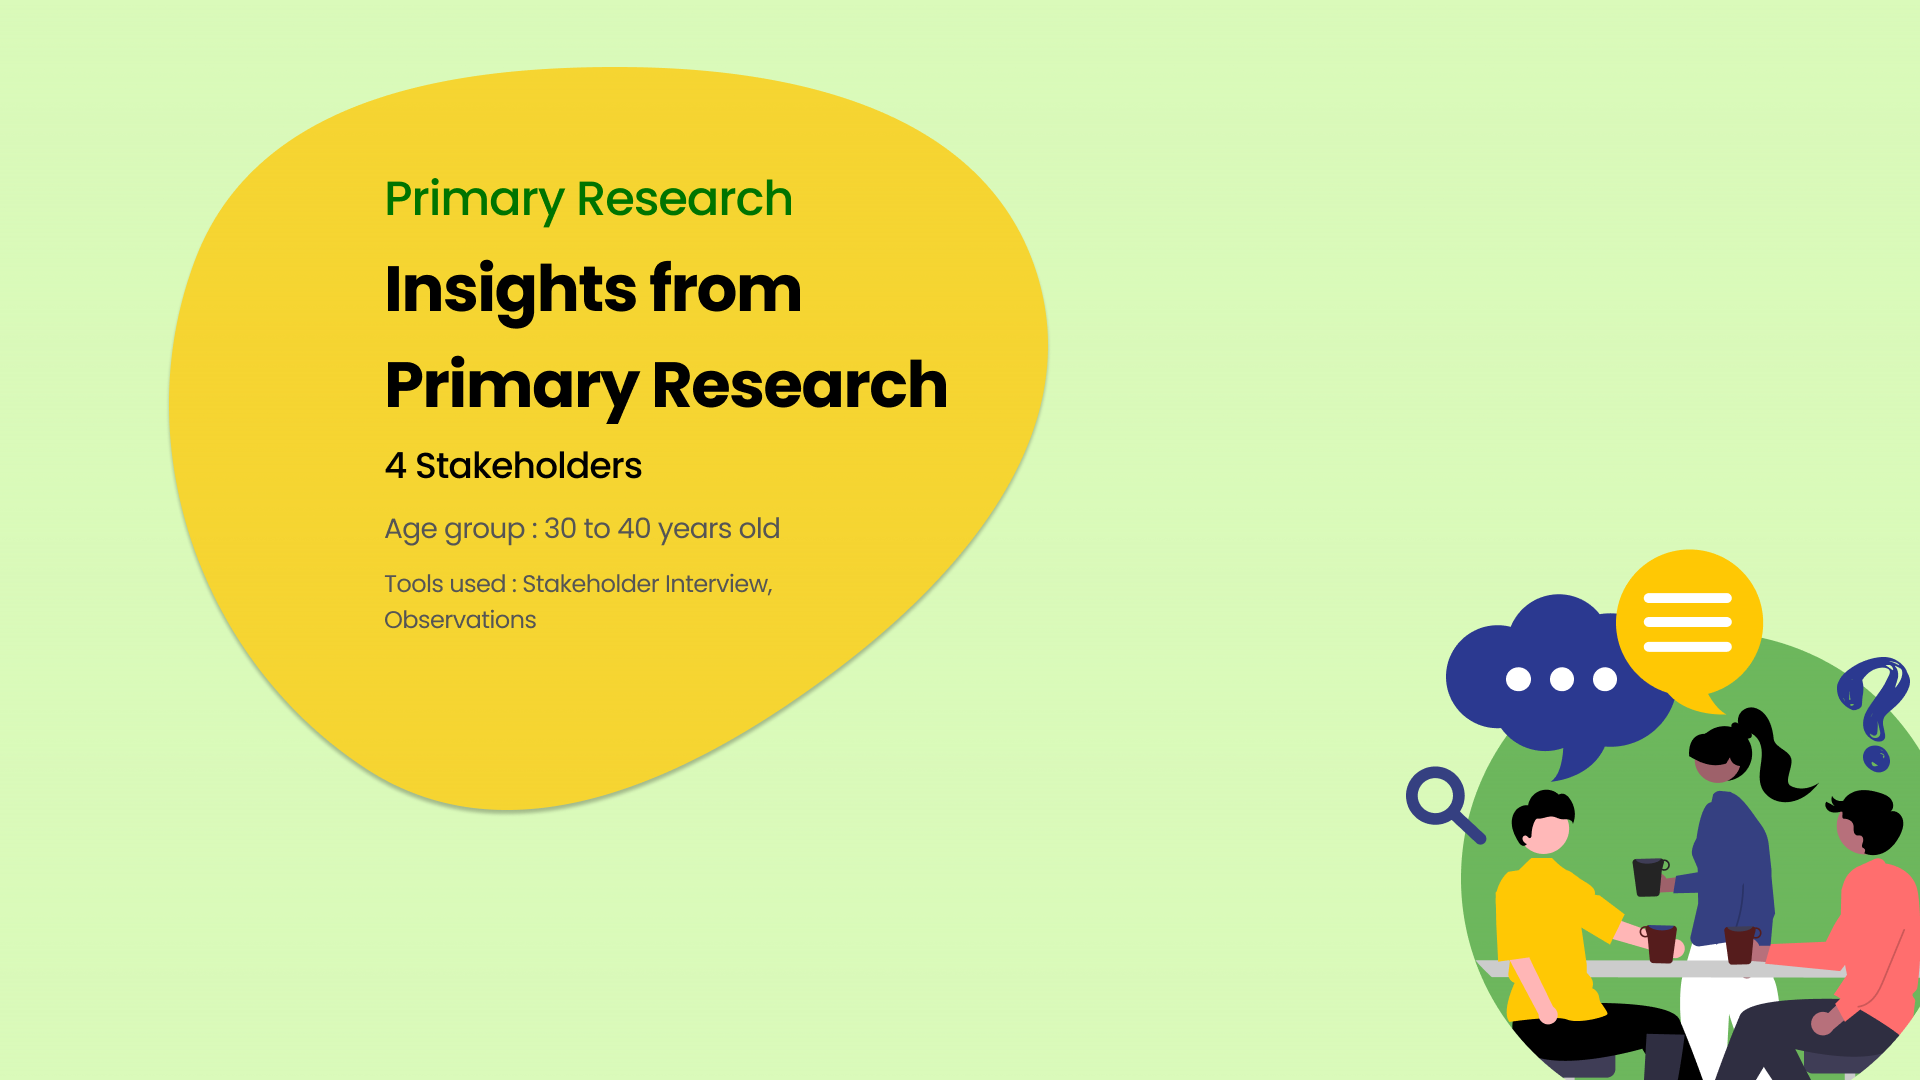 Primary Research
Insights from
Primary Research
4 Stakeholders
Age group : 30 to 40 years old
Tools used : Stakeholder Interview,
Observations